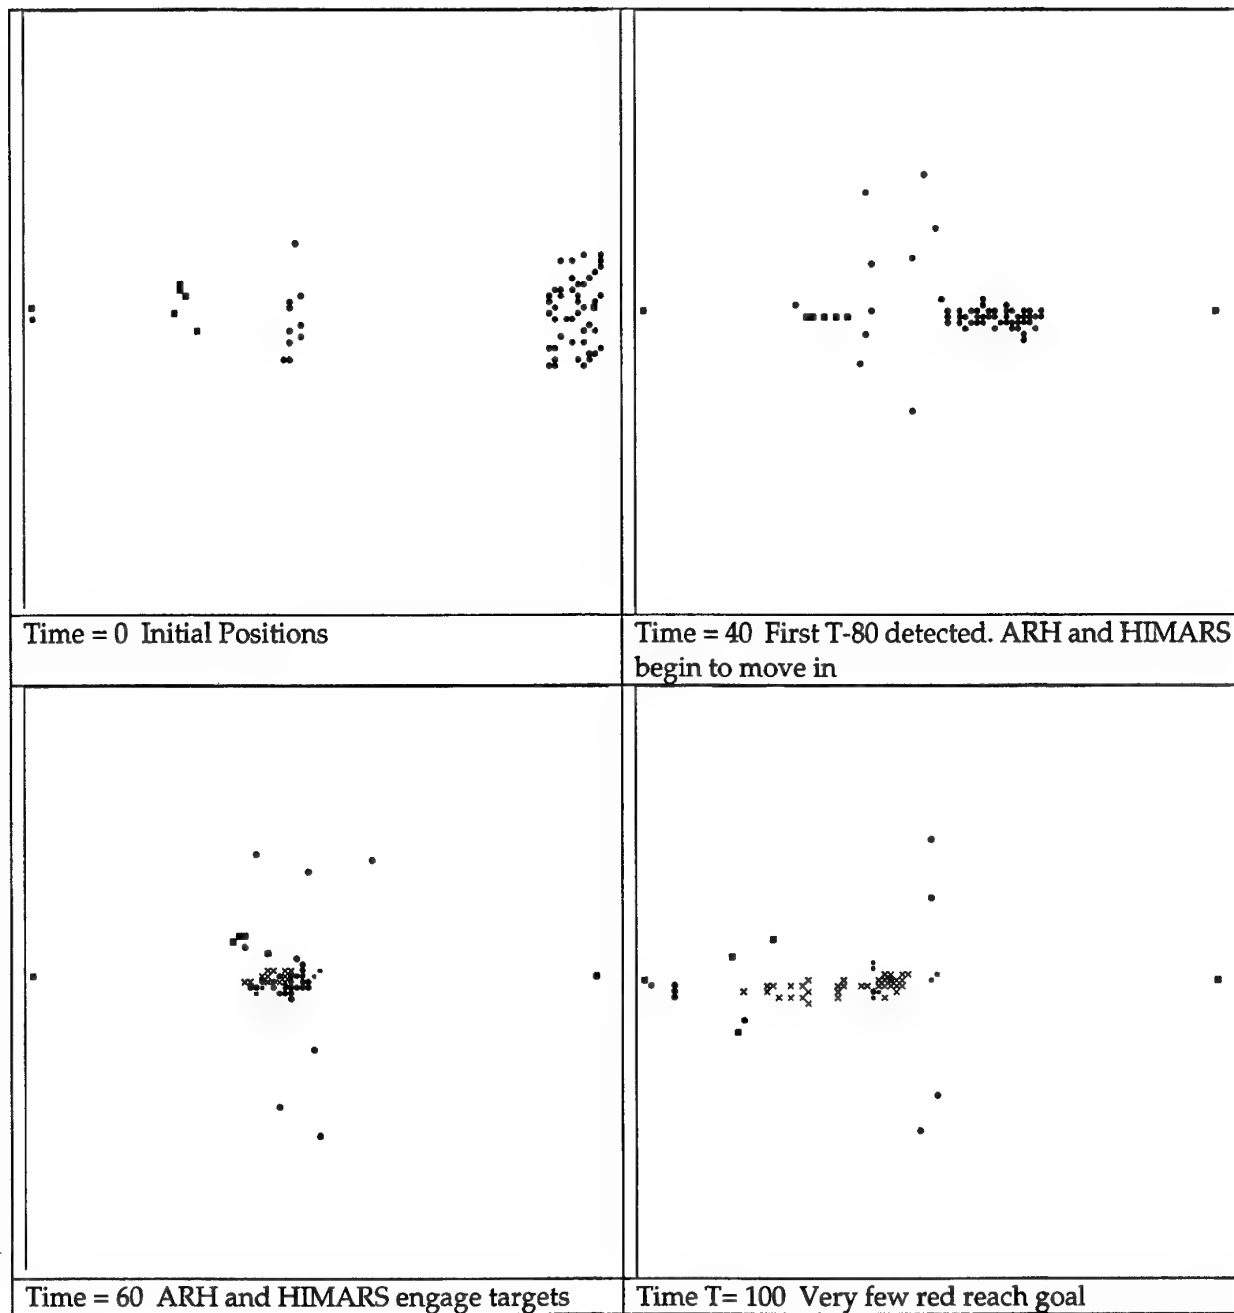 Time = 0 Initial Positions
Time = 40 First T-80 detected. ARH and HIMARS
begin to move in
Time = 60 ARH and HIMARS engage targets
Time T= 100 Very few red reach goal